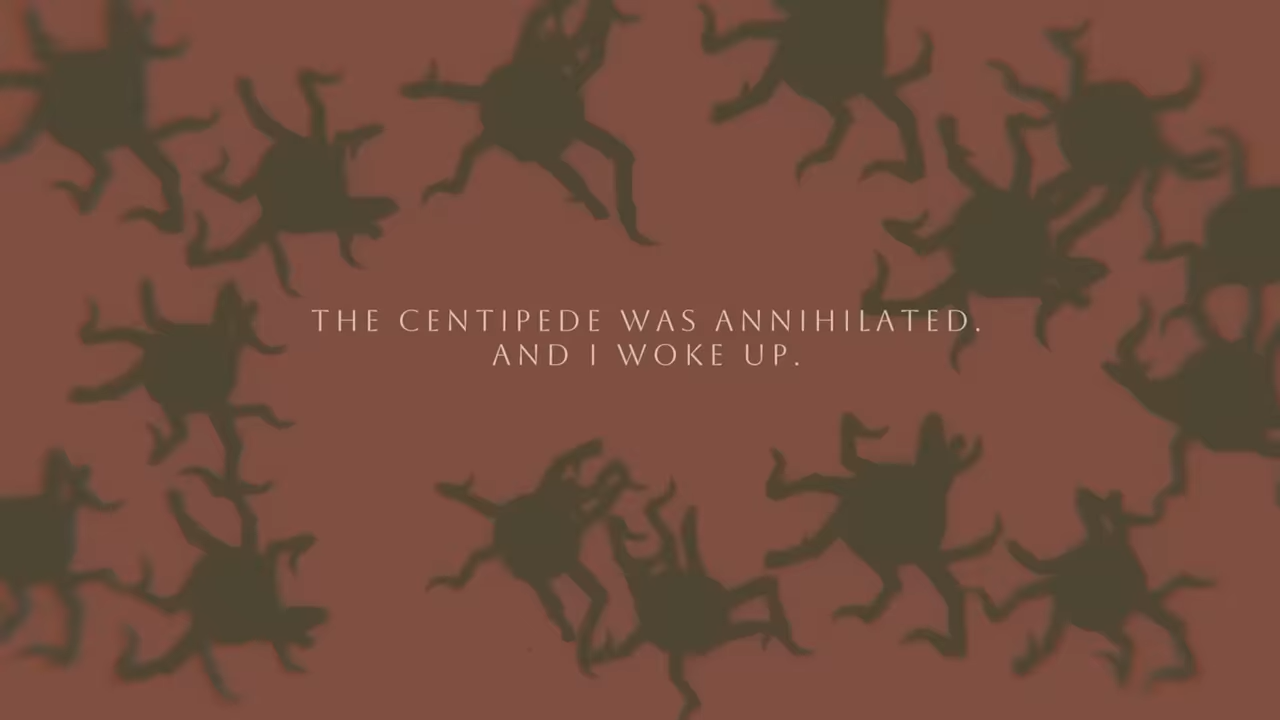 THE CENTIPEDE WAS ANNIHILATED.
AND I WOKE UP.